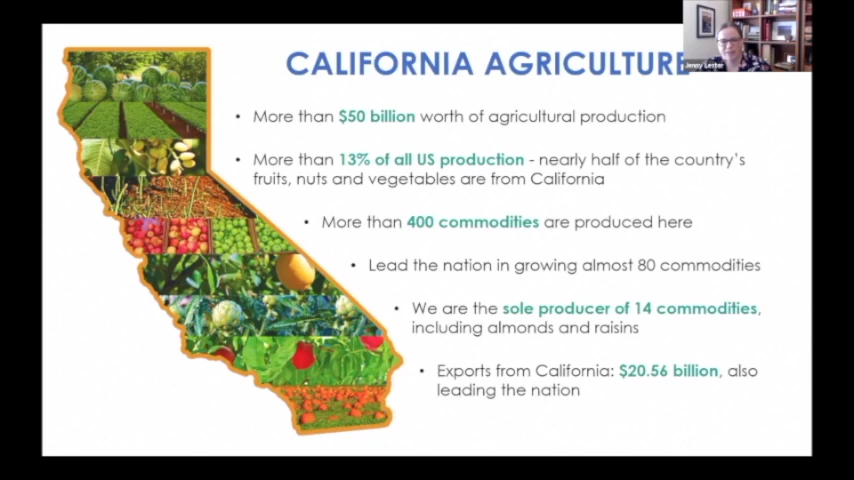 CALIFORNIA AGRICULTURE
Jenny Lester
• More than $50 billion worth of agricultural production
• More than 13% of all US production - nearly half of the country's
fruits, nuts and vegetables are from California
• More than 400 commodities are produced here
• Lead the nation in growing almost 80 commodities
• We are the sole producer of 14 commodities,
including almonds and raisins
• Exports from California: $20.56 billion, also
leading the nation